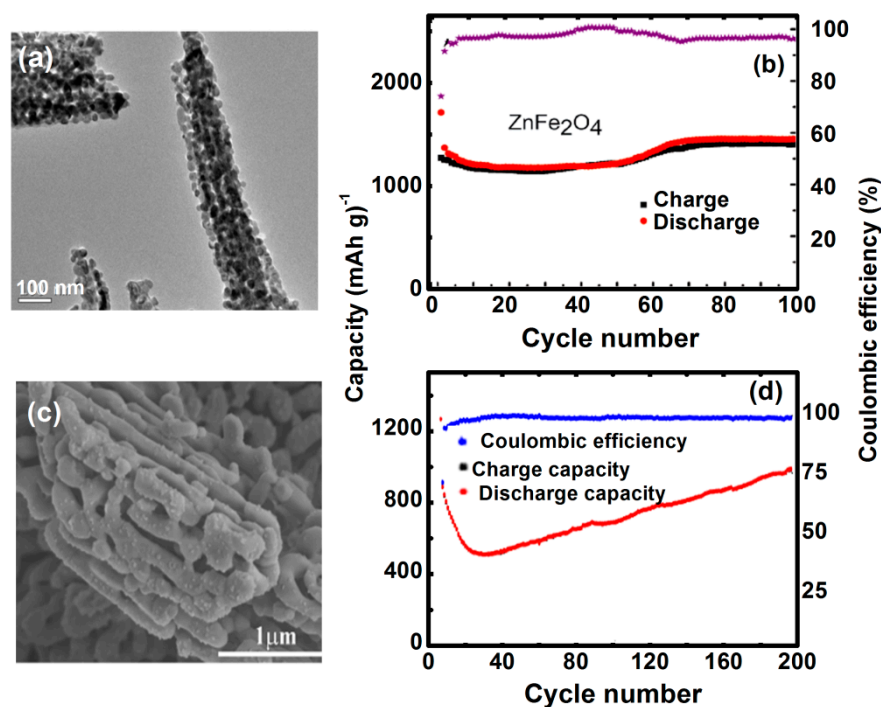 (a)
100 nm
(b)
ZnFe₂O₄
Charge
Discharge
2500
2000
1500
1000
0
100
80
60
40
20
0 20 40 60 80 100
Cycle number
Capacity (mAh g)⁻¹
Coulombic efficiency (%)
(c)
1μm
(d)
Coulombic efficiency
Charge capacity
Discharge capacity
1200
800
400
0
100
75
50
25
0 40 80 120 160 200
Cycle number